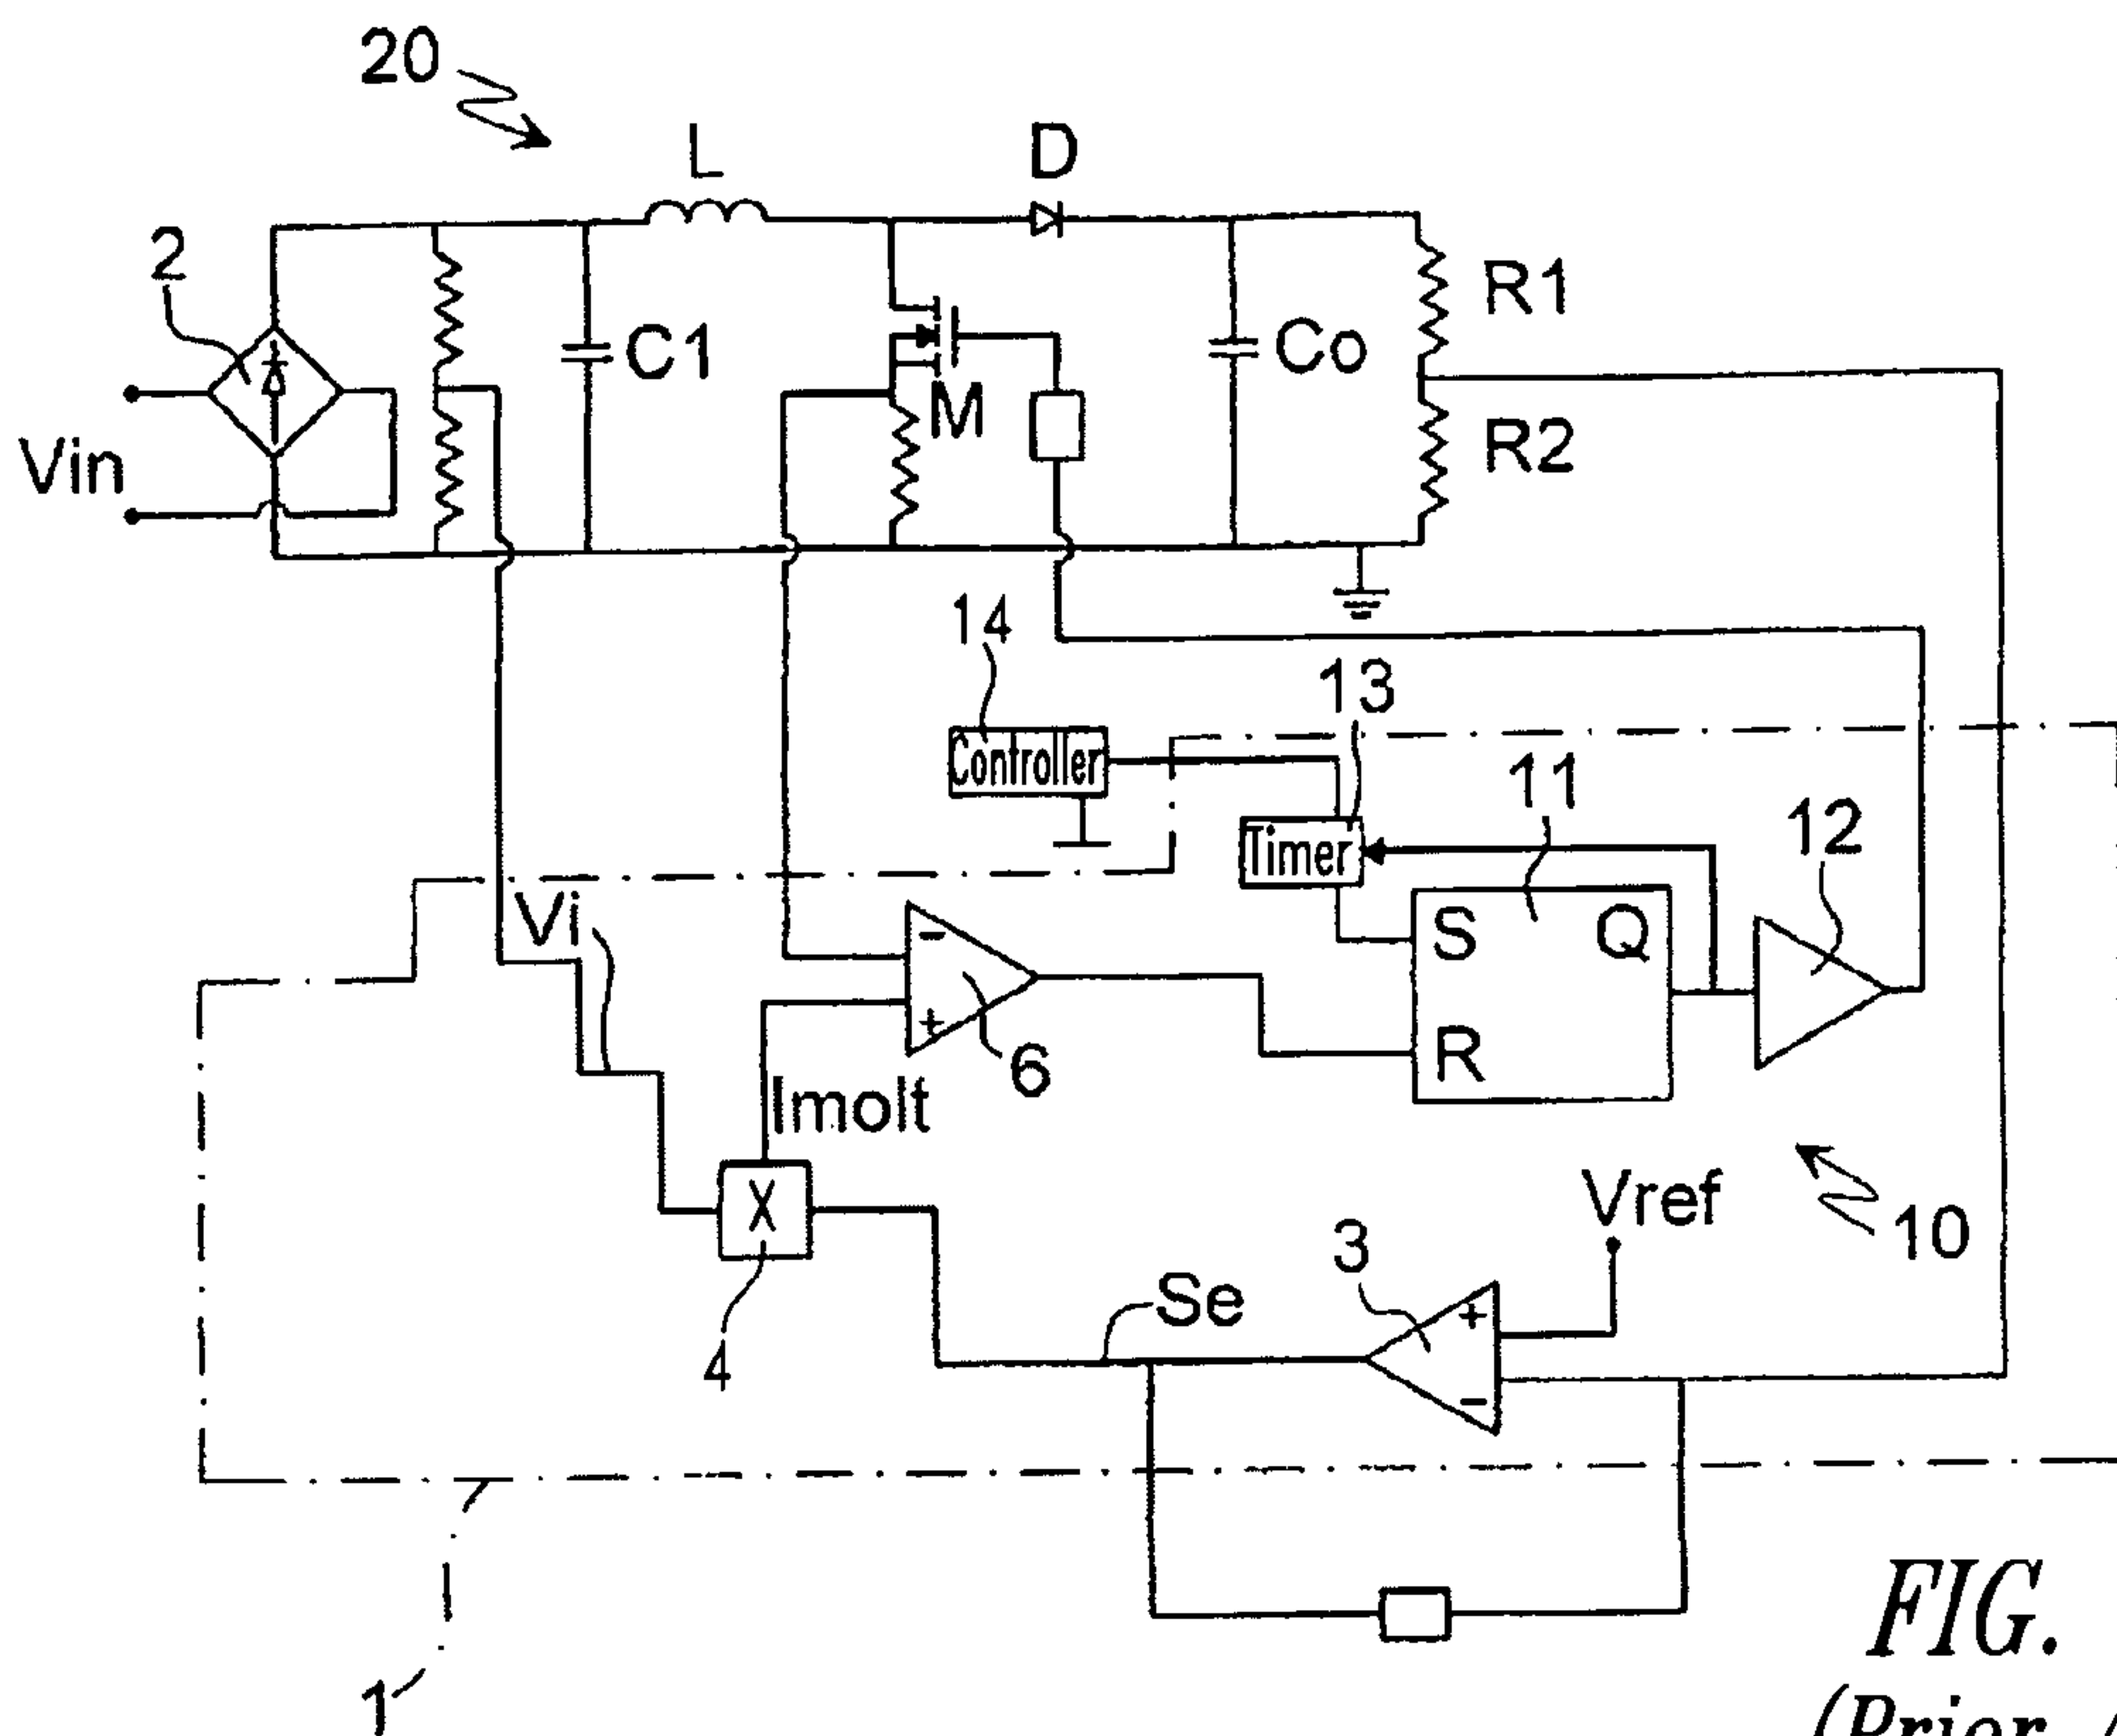 20
L
D
2
R1
C1
Co
M
R2
Vin
14
13
Controller
11
12
Timer
Vi
S
Q
-
+
6
R
Imolt
X
Vref
10
3
Se
+
-
4
FIG.
(Prior
1